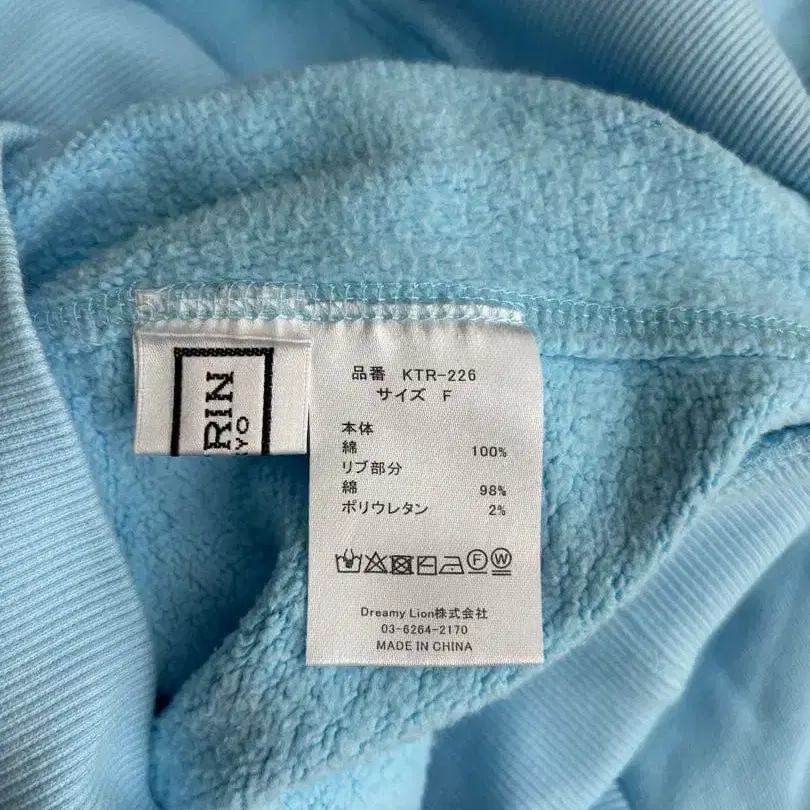 RIN
YO
品番 KTR-226
サイズ F
本体
綿 100%
リブ部分
綿 98%
ポリウレタン 2%
F W
Dreamy Lion株式会社
03-6264-2170
MADE IN CHINA